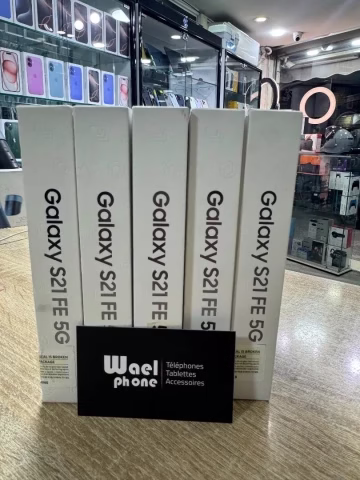 Galaxy S21 FE 5G
Galaxy S21 FE 5
Galaxy S21 FE
Galaxy S21 FE 5
Galaxy S21 FE 5G
Wael
phone
Téléphones
Tablettes
Accessoires